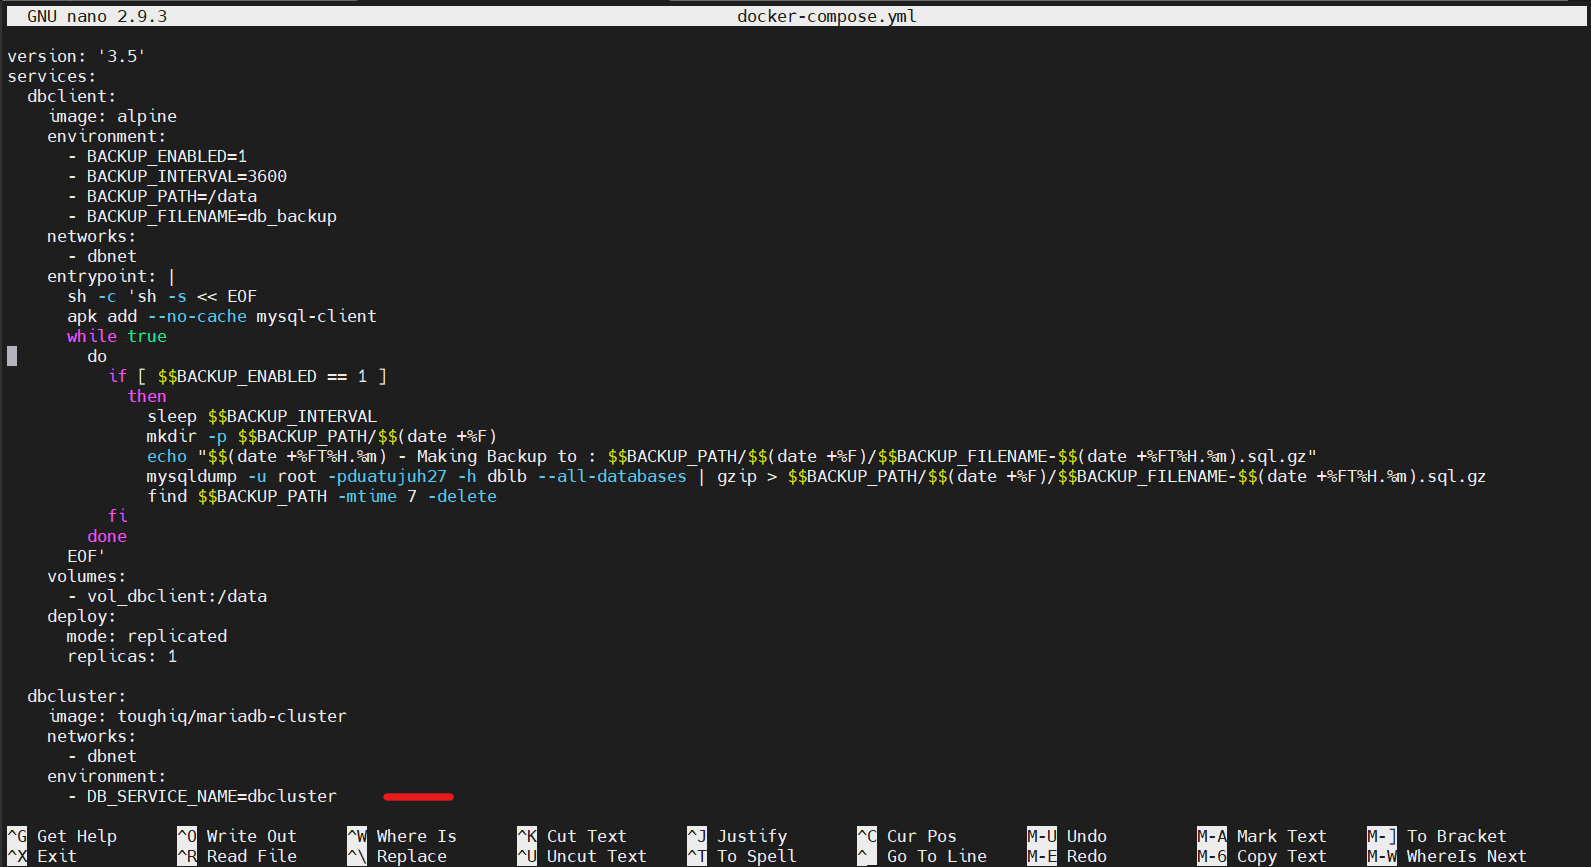 GNU nano 2.9.3 docker-compose.yml
version: '3.5'
services:
  dbclient:
    image: alpine
    environment:
      - BACKUP_ENABLED=1
      - BACKUP_INTERVAL=3600
      - BACKUP_PATH=/data
      - BACKUP_FILENAME=db_backup
    networks:
      - dbnet
    entrypoint: |
      sh -c 'sh -s << EOF
      apk add --no-cache mysql-client
      while true
        do
          if [ $$BACKUP_ENABLED == 1 ]
            then
              sleep $$BACKUP_INTERVAL
              mkdir -p $$BACKUP_PATH/$$(date +%F)
              echo "$$(date +%FT%H.%m) - Making Backup to : $$BACKUP_PATH/$$(date +%F)/$$BACKUP_FILENAME-$$(date +%FT%H.%m).sql.gz"
              mysqldump -u root -pduatujuh27 -h dblb --all-databases | gzip > $$BACKUP_PATH/$$(date +%F)/$$BACKUP_FILENAME-$$(date +%FT%H.%m).sql.gz
              find $$BACKUP_PATH -mtime 7 -delete
          fi
        done
      EOF'
    volumes:
      - vol_dbclient:/data
    deploy:
      mode: replicated
      replicas: 1
  dbcluster:
    image: toughiq/mariadb-cluster
    networks:
      - dbnet
    environment:
      - DB_SERVICE_NAME=dbcluster
^G Get Help ^O Write Out ^W Where Is ^K Cut Text ^J Justify ^C Cur Pos M-U Undo M-A Mark Text M-] To Bracket
^X Exit ^R Read File ^\ Replace ^U Uncut Text ^T To Spell ^_ Go To Line M-E Redo M-6 Copy Text M-W WhereIs Next